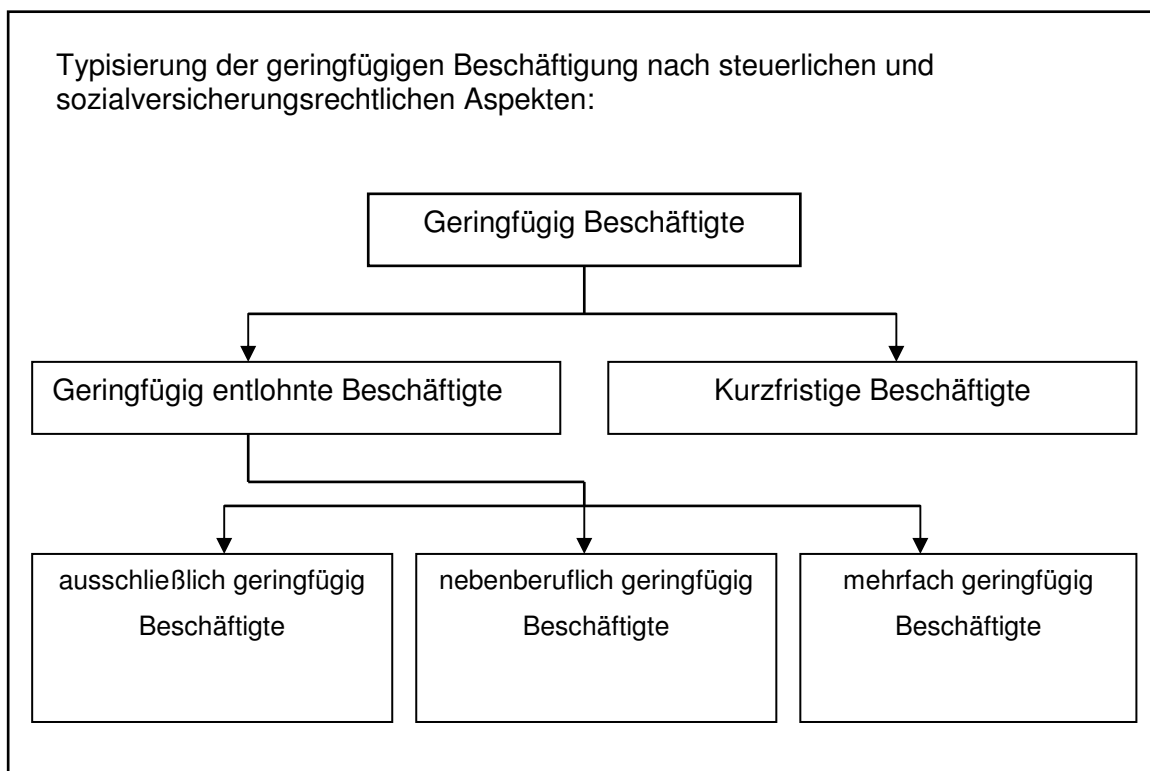 Typisierung der geringfügigen Beschäftigung nach steuerlichen und
sozialversicherungsrechtlichen Aspekten:
Geringfügig Beschäftigte
Geringfügig entlohnte Beschäftigte
Kurzfristige Beschäftigte
ausschließlich geringfügig
Beschäftigte
nebenberuflich geringfügig
Beschäftigte
mehrfach geringfügig
Beschäftigte